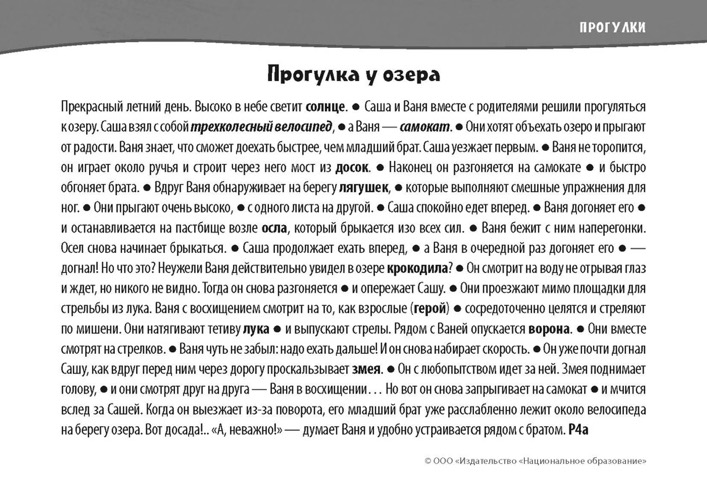 ПРОГУЛКИ
Прогулка у озера
Прекрасный летний день. Высоко в небе светит солнце. ● Саша и Ваня вместе с родителями решили прогуляться
к озеру. Саша взял с собой трехколесный велосипед, ● а Ваня — самокат. ● Они хотят объехать озеро и прыгают
от радости. Ваня знает, что сможет доехать быстрее, чем младший брат. Саша уезжает первым. ● Ваня не торопится,
он играет около ручья и строит через него мост из досок. ● Наконец он разгоняется на самокате ● и быстро
обгоняет брата. ● Вдруг Ваня обнаруживает на берегу лягушек, ● которые выполняют смешные упражнения для
ног. ● Они прыгают очень высоко, ● с одного листа на другой. ● Саша спокойно едет вперед. ● Ваня догоняет его ●
и останавливается на пастбище возле осла, который брыкается изо всех сил. ● Ваня бежит с ним наперегонки.
Осел снова начинает брыкаться. ● Саша продолжает ехать вперед, ● а Ваня в очередной раз догоняет его ● —
догнал! Но что это? Неужели Ваня действительно увидел в озере крокодила? ● Он смотрит на воду не отрывая глаз
и ждет, но никого не видно. Тогда он снова разгоняется ● и опережает Сашу. ● Они проезжают мимо площадки для
стрельбы из лука. Ваня с восхищением смотрит на то, как взрослые (герой) ● сосредоточенно целятся и стреляют
по мишени. Они натягивают тетиву лука ● и выпускают стрелы. Рядом с Ваней опускается ворона. ● Они вместе
смотрят на стрелков. ● Ваня чуть не забыл: надо ехать дальше! И он снова набирает скорость. ● Он уже почти догнал
Сашу, как вдруг перед ним через дорогу проскальзывает змея. ● Он с любопытством идет за ней. Змея поднимает
голову, ● и они смотрят друг на друга — Ваня в восхищении… Но вот он снова запрыгивает на самокат ● и мчится
вслед за Сашей. Когда он выезжает из-за поворота, его младший брат уже расслабленно лежит около велосипеда
на берегу озера. Вот досада!.. «А, неважно!» — думает Ваня и удобно устраивается рядом с братом. Р4а
© ООО «Издательство «Национальное образование»